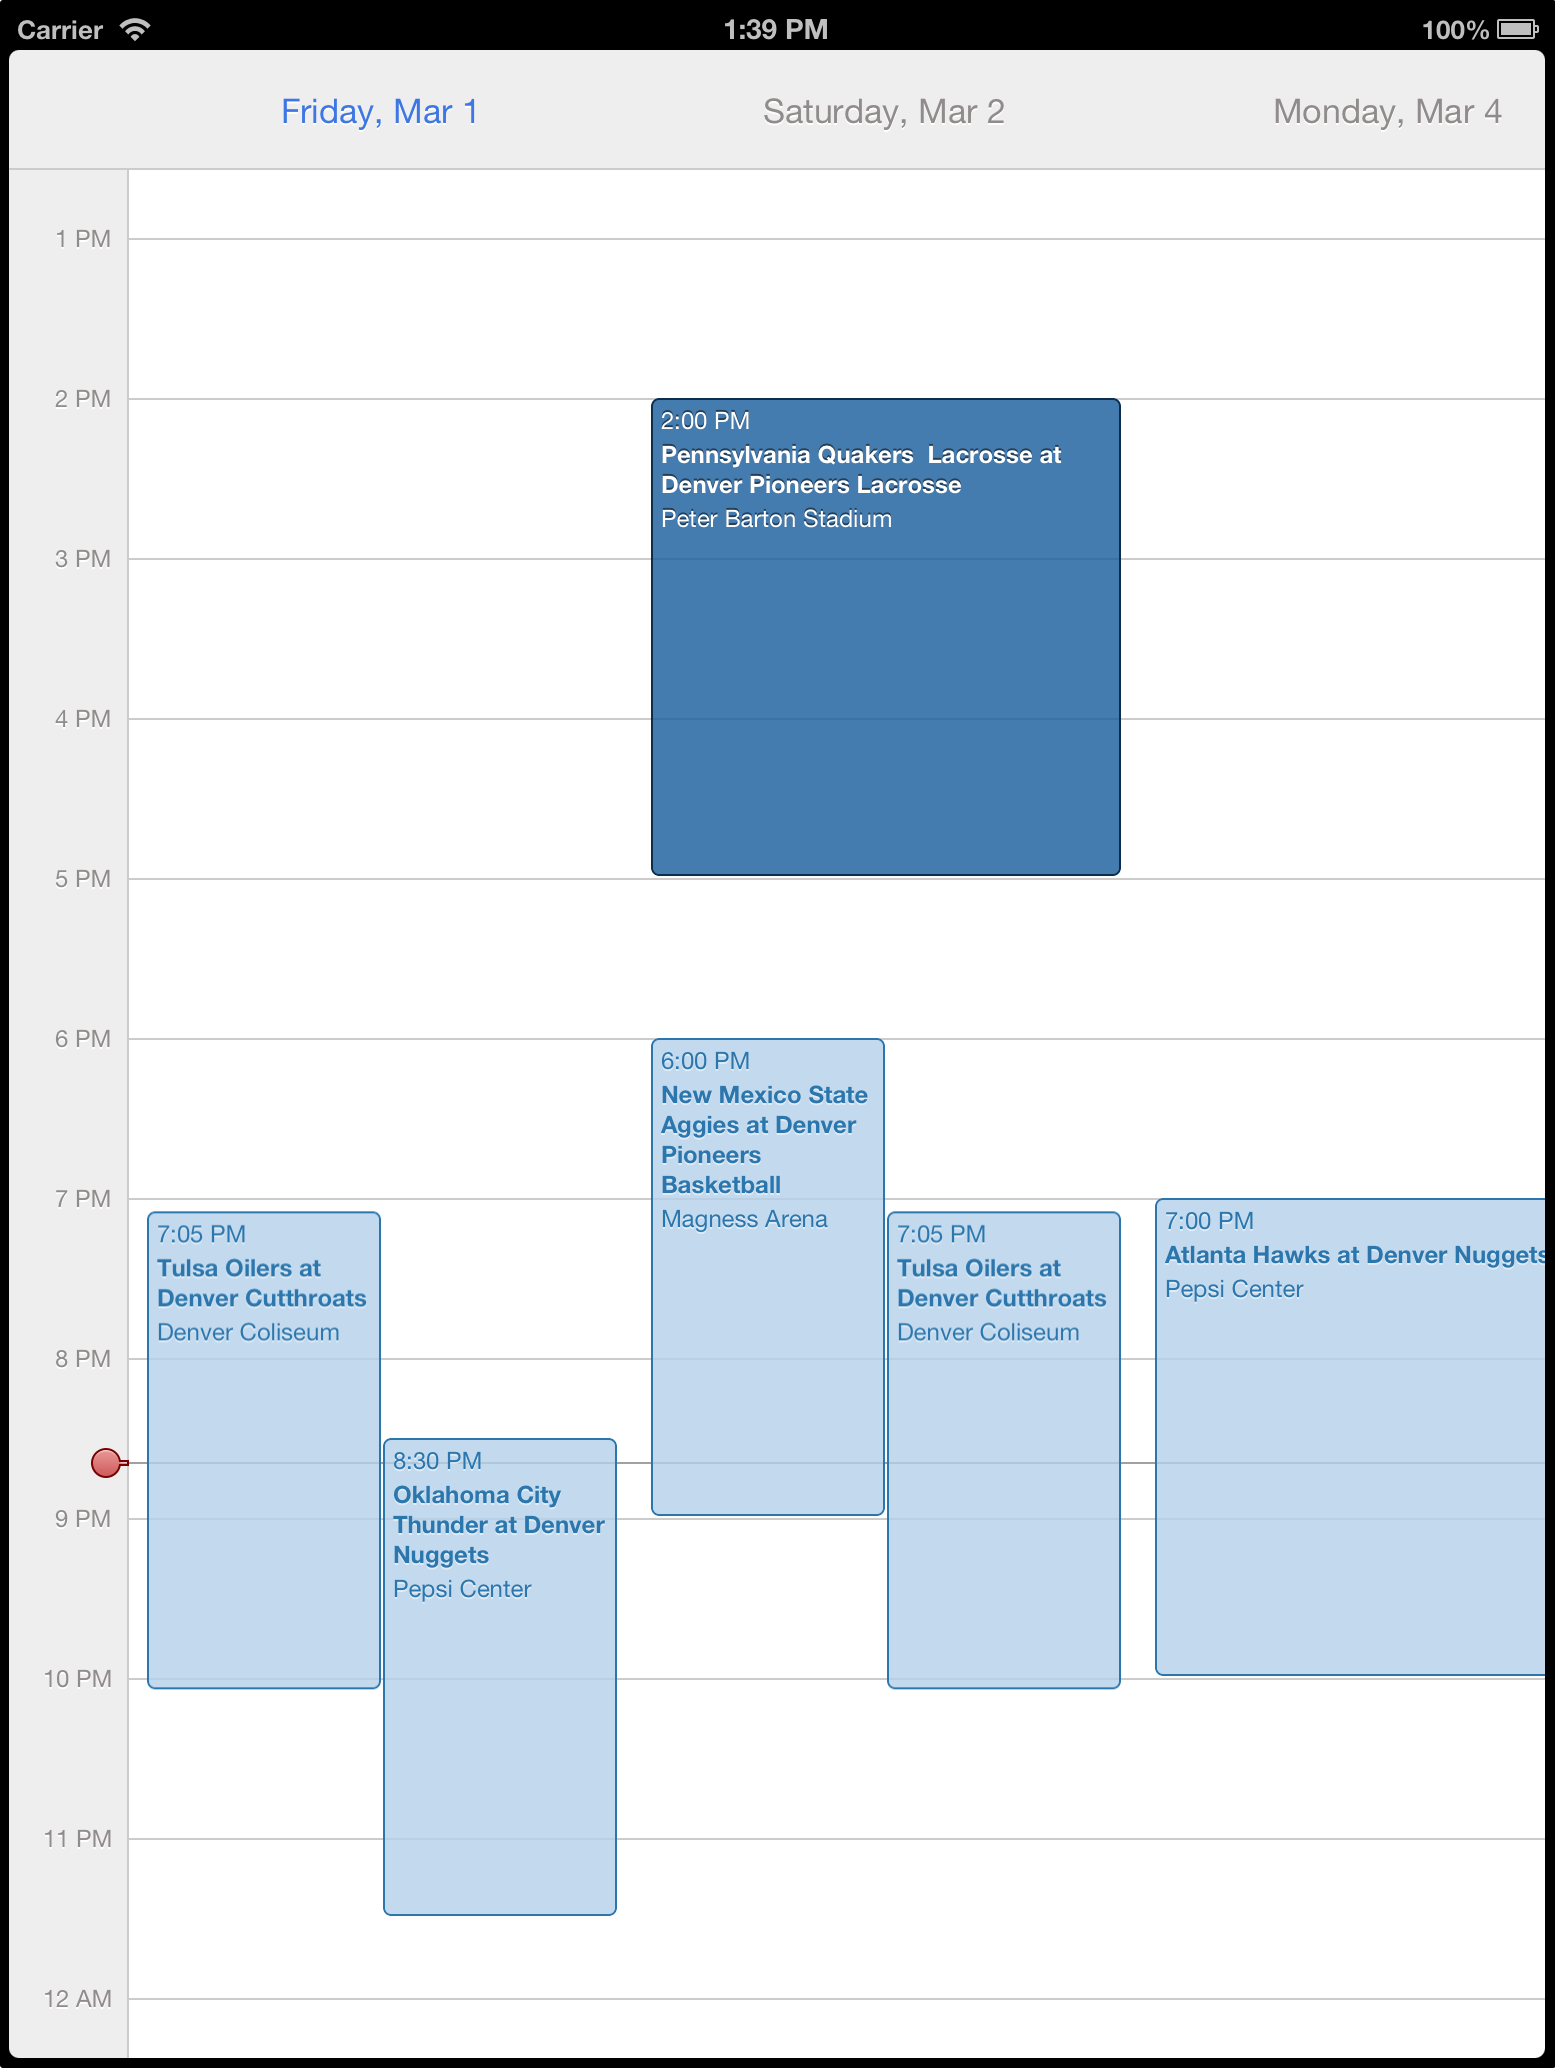 Carrier 1:39 PM 100%
Friday, Mar 1 Saturday, Mar 2 Monday, Mar 4
1 PM
2 PM
2:00 PM
Pennsylvania Quakers  Lacrosse at
Denver Pioneers Lacrosse
Peter Barton Stadium
3 PM
4 PM
5 PM
6 PM
6:00 PM
New Mexico State
Aggies at Denver
Pioneers
Basketball
Magness Arena
7 PM
7:05 PM
Tulsa Oilers at
Denver Cutthroats
Denver Coliseum
7:05 PM
Tulsa Oilers at
Denver Cutthroats
Denver Coliseum
7:00 PM
Atlanta Hawks at Denver Nuggets
Pepsi Center
8 PM
8:30 PM
Oklahoma City
Thunder at Denver
Nuggets
Pepsi Center
9 PM
10 PM
11 PM
12 AM